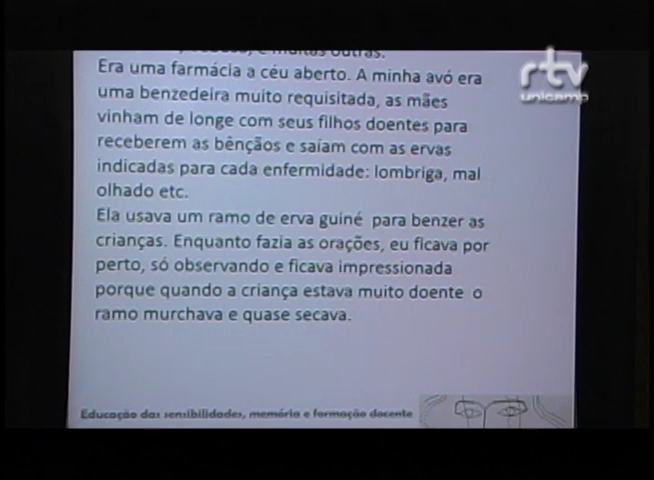 e muitas outras.
Era uma farmácia a céu aberto. A minha avó era
uma benzedeira muito requisitada, as mães
vinham de longe com seus filhos doentes para
receberem as bênçãos e saíam com as ervas
indicadas para cada enfermidade: lombriga, mal
olhado etc.
Ela usava um ramo de erva guiné para benzer as
crianças. Enquanto fazia as orações, eu ficava por
perto, só observando e ficava impressionada
porque quando a criança estava muito doente o
ramo murchava e quase secava.
Educação das sensibilidades, memória e formação docente
rtv
unicamp